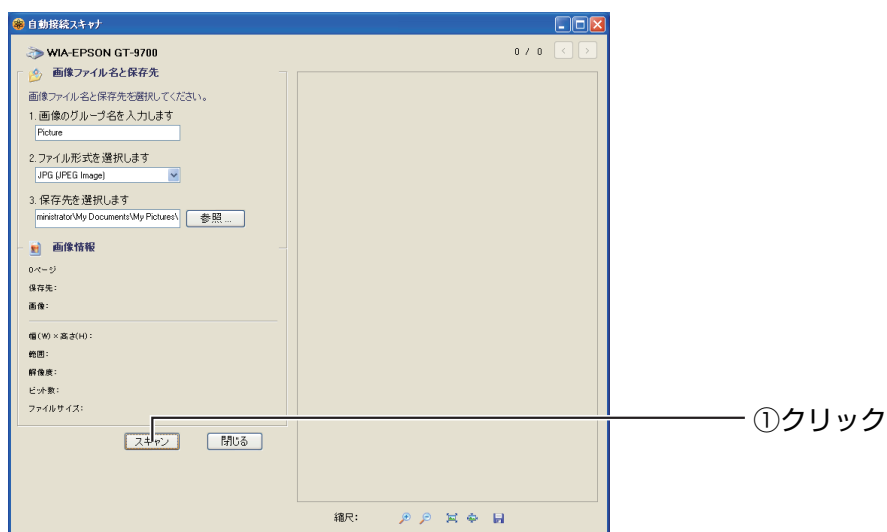 自動接続スキャナ
WIA-EPSON GT-9700
0 / 0
画像ファイル名と保存先
画像ファイル名と保存先を選択してください。
1. 画像のグループ名を入力します
Picture
2.ファイル形式を選択します
JPG (JPEG Image)
3. 保存先を選択します
ministrator\My Documents\My Pictures\
参照 ...
画像情報
0ページ
保存先:
画像:
幅(W)×高さ(H):
範囲:
解像度:
ビット数:
ファイルサイズ:
スキャン
閉じる
①クリック
縮尺: